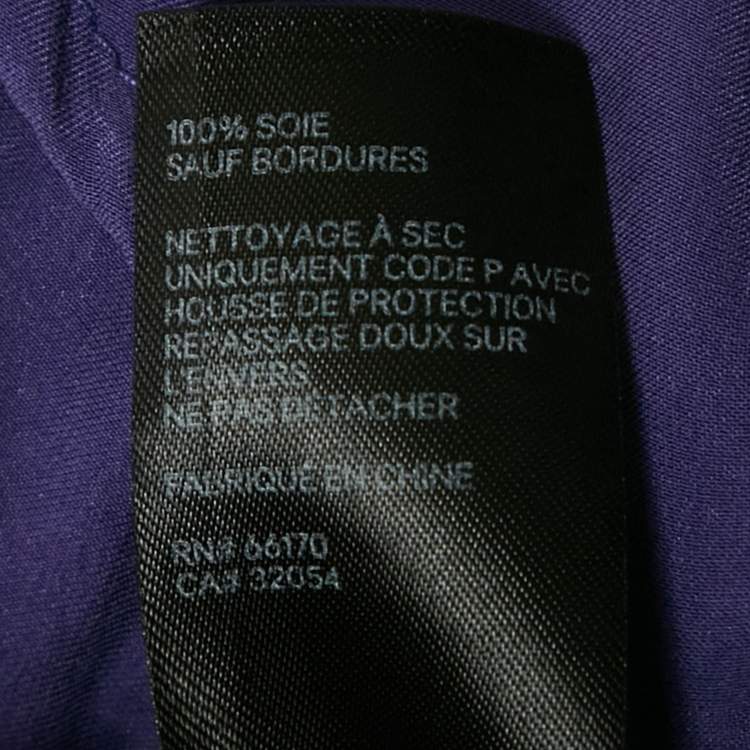 100% SOIE
SAUF BORDURES
NETTOYAGE À SEC
UNIQUEMENT CODE P AVEC
HOUSSE DE PROTECTION
REPASSAGE DOUX SUR
L'ENVERS
NE PAS DÉTACHER
FABRIQUÉ EN CHINE
RN# 66170
CA# 32054